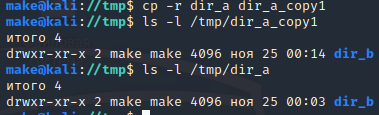 make@kali://tmp$ cp -r dir_a dir_a_copy1
make@kali://tmp$ ls -l /tmp/dir_a_copy1
итого 4
drwxr-xr-x 2 make make 4096 ноя 25 00:14 dir_b
make@kali://tmp$ ls -l /tmp/dir_a
итого 4
drwxr-xr-x 2 make make 4096 ноя 25 00:03 dir_b